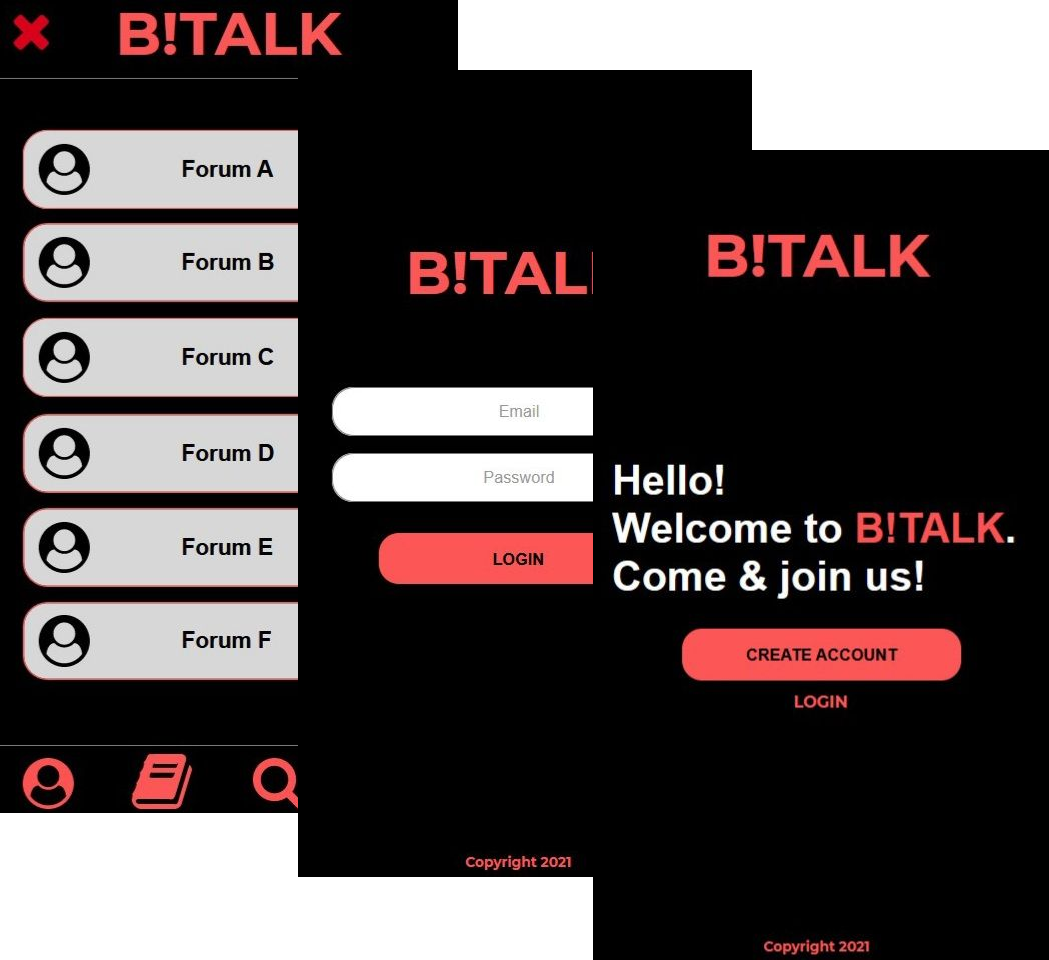 B!TALK
Forum A
Forum B
Forum C
Forum D
Forum E
Forum F
B!TAL
Email
Password
LOGIN
Copyright 2021
B!TALK
Hello!
Welcome to B!TALK.
Come & join us!
CREATE ACCOUNT
LOGIN
Copyright 2021